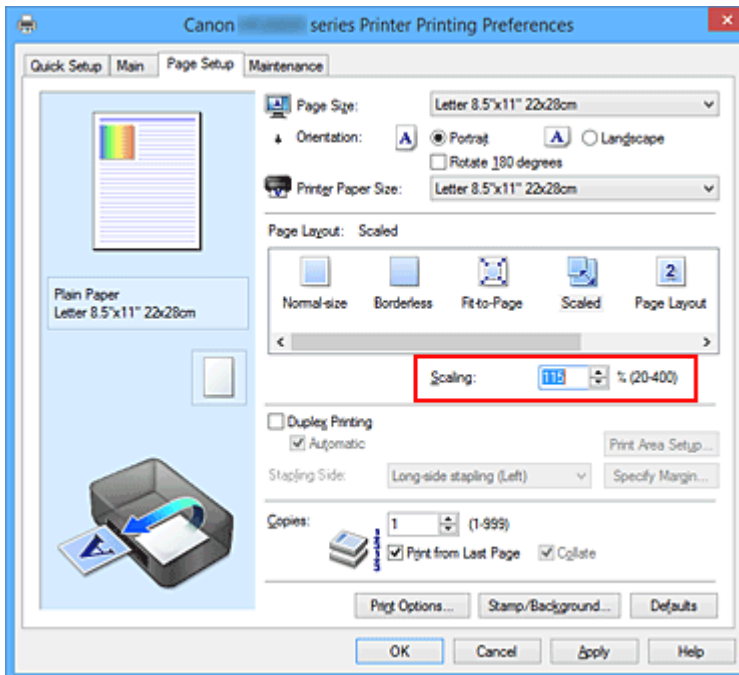 Canon series Printer Printing Preferences
Quick Setup Main Page Setup Maintenance
Page Size: Letter 8.5"x11" 22x28cm
Orientation: A Portrait A Landscape
Rotate 180 degrees
Printer Paper Size: Letter 8.5"x11" 22x28cm
Page Layout: Scaled
2
Normal-size Borderless Fit-to-Page Scaled Page Layout
Plain Paper
Letter 8.5"x11" 22x28cm
Scaling: 115 % (20-400)
Duplex Printing
Automatic Print Area Setup...
Stapling Side: Long-side stapling (Left) Specify Margin...
Copies: 1 (1-999)
Print from Last Page Collate
A
Print Options... Stamp/Background... Defaults
OK Cancel Apply Help